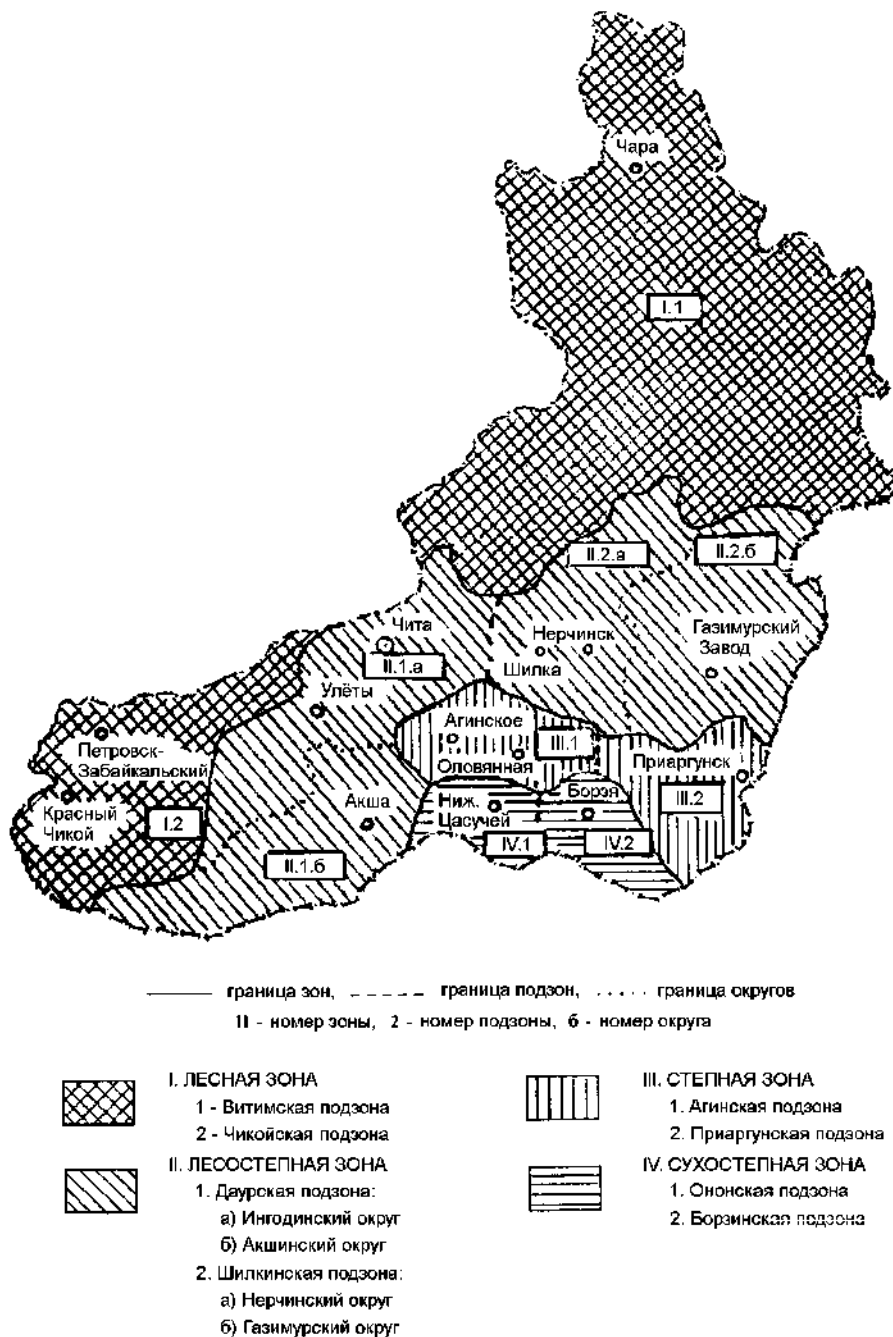 Чара
I.1
II.2.а
II.2.б
Чита
Нерчинск
Газимурский
Завод
II.1.а
Шилка
Улёты
Агинское
III.1
Петровск-
Забайкальский
Оловянная
Приаргунск
Красный
Чикой
I.2
Акша
Ниж.
Цасучей
Борзя
III.2
IV.1
IV.2
II.1.б
граница зон, граница подзон, граница округов
II - номер зоны, 2 - номер подзоны, б - номер округа
I. ЛЕСНАЯ ЗОНА
1 - Витимская подзона
2 - Чикойская подзона
II. ЛЕСОСТЕПНАЯ ЗОНА
1. Даурская подзона:
а) Ингодинский округ
б) Акшинский округ
2. Шилкинская подзона:
а) Нерчинский округ
б) Газимурский округ
III. СТЕПНАЯ ЗОНА
1. Агинская подзона
2. Приаргунская подзона
IV. СУХОСТЕПНАЯ ЗОНА
1. Ононская подзона
2. Борзинская подзона